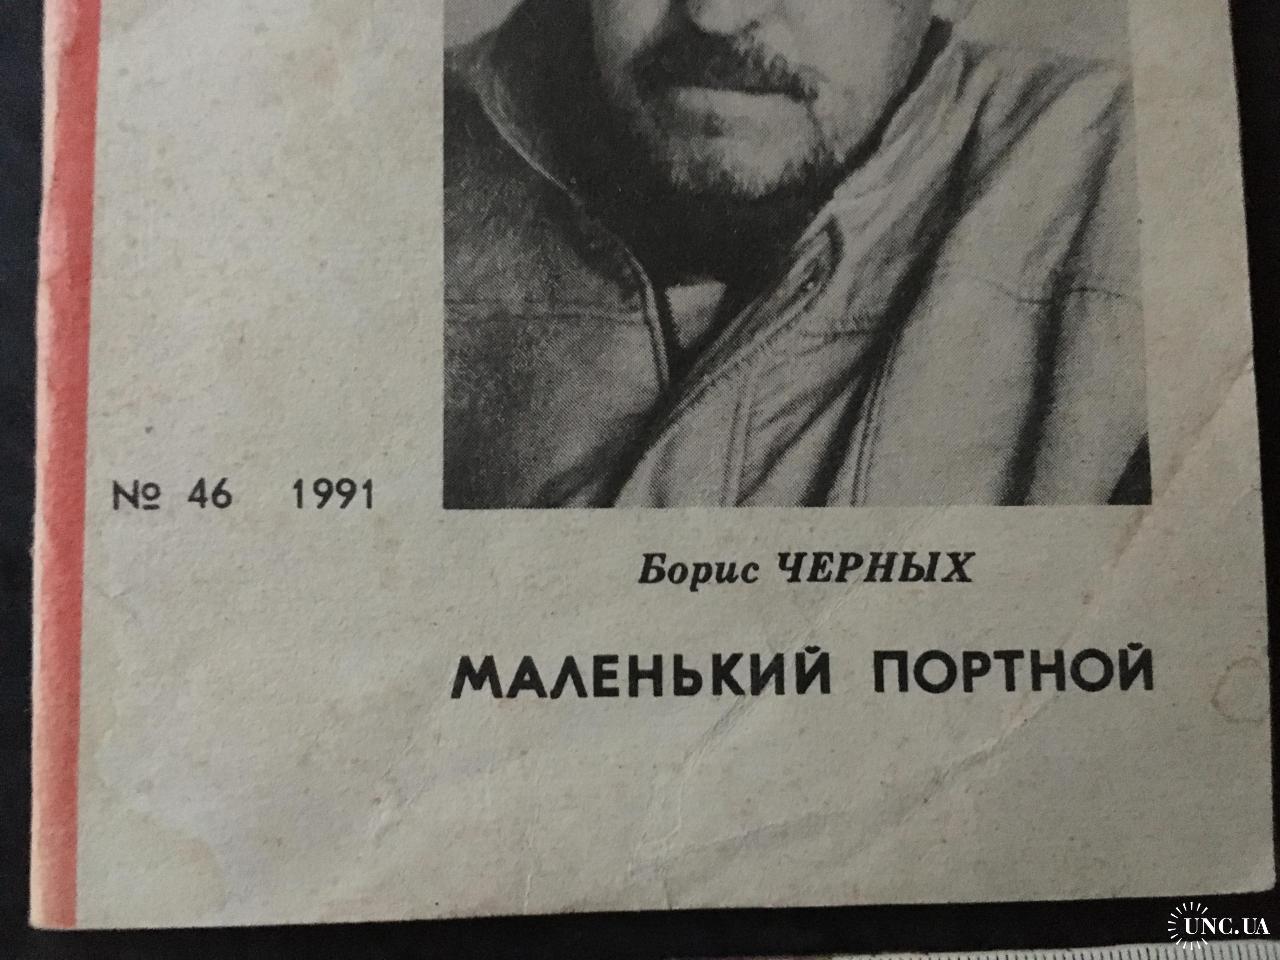 № 46 1991
Борис ЧЕРНЫХ
МАЛЕНЬКИЙ ПОРТНОЙ
UNC.UA